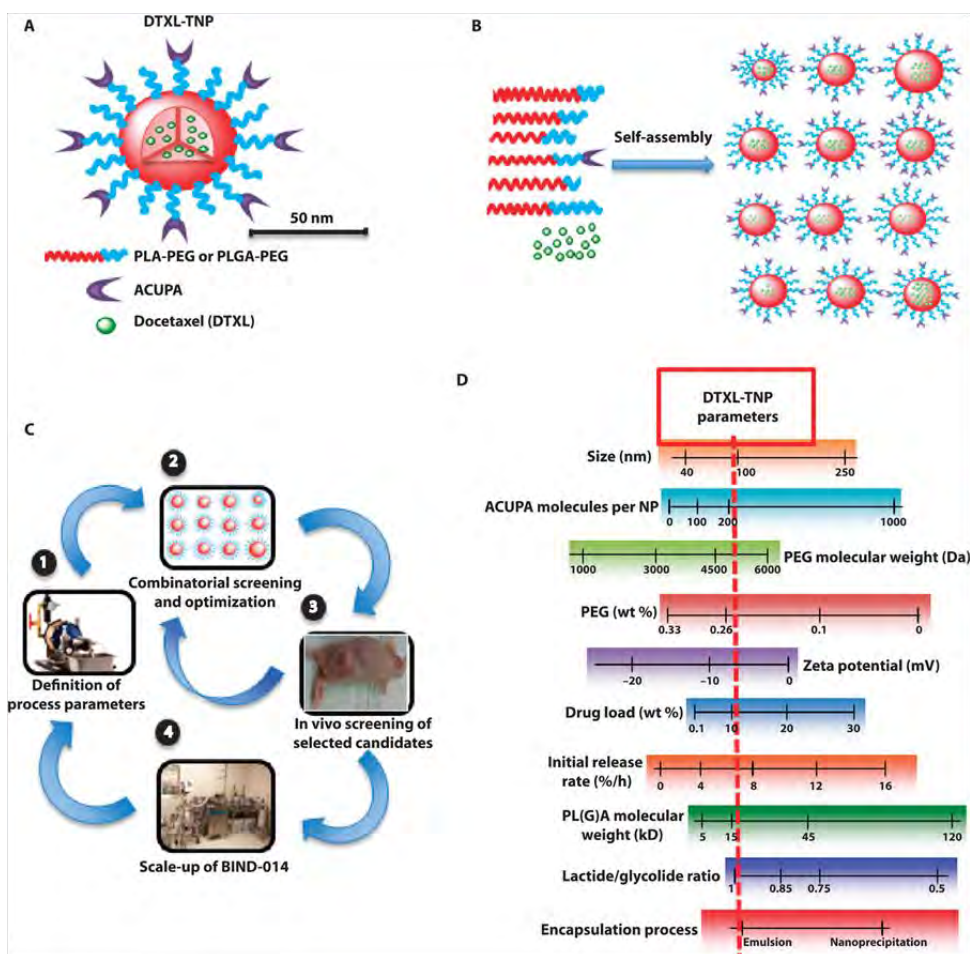 A
DTXL-TNP
50 nm
PLA-PEG or PLGA-PEG
ACUPA
Docetaxel (DTXL)
B
Self-assembly
C
1
Definition of
process parameters
2
Combinatorial screening
and optimization
3
In vivo screening of
selected candidates
4
Scale-up of BIND-014
D
DTXL-TNP
parameters
Size (nm)
40 100 250
ACUPA molecules per NP
0 100 200 1000
PEG molecular weight (Da)
1000 3000 4500 6000
PEG (wt %)
0.33 0.26 0.1 0
Zeta potential (mV)
–20 –10 0
Drug load (wt %)
0.1 10 20 30
Initial release
rate (%/h)
0 4 8 12 16
PL(G)A molecular
weight (kD)
5 15 45 120
Lactide/glycolide ratio
1 0.85 0.75 0.5
Encapsulation process
Emulsion Nanoprecipitation